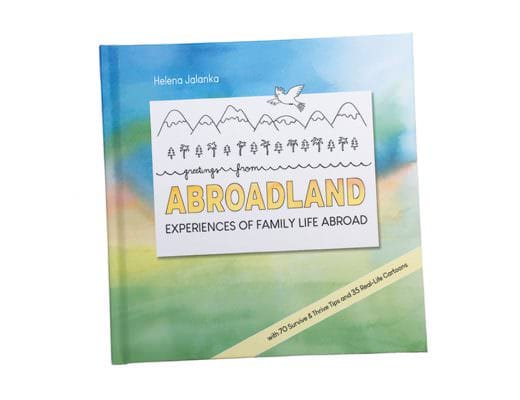 Helena Jalanka
greetings from
ABROADLAND
EXPERIENCES OF FAMILY LIFE ABROAD
with 70 Survive & Thrive Tips and 35 Real-Life Cartoons